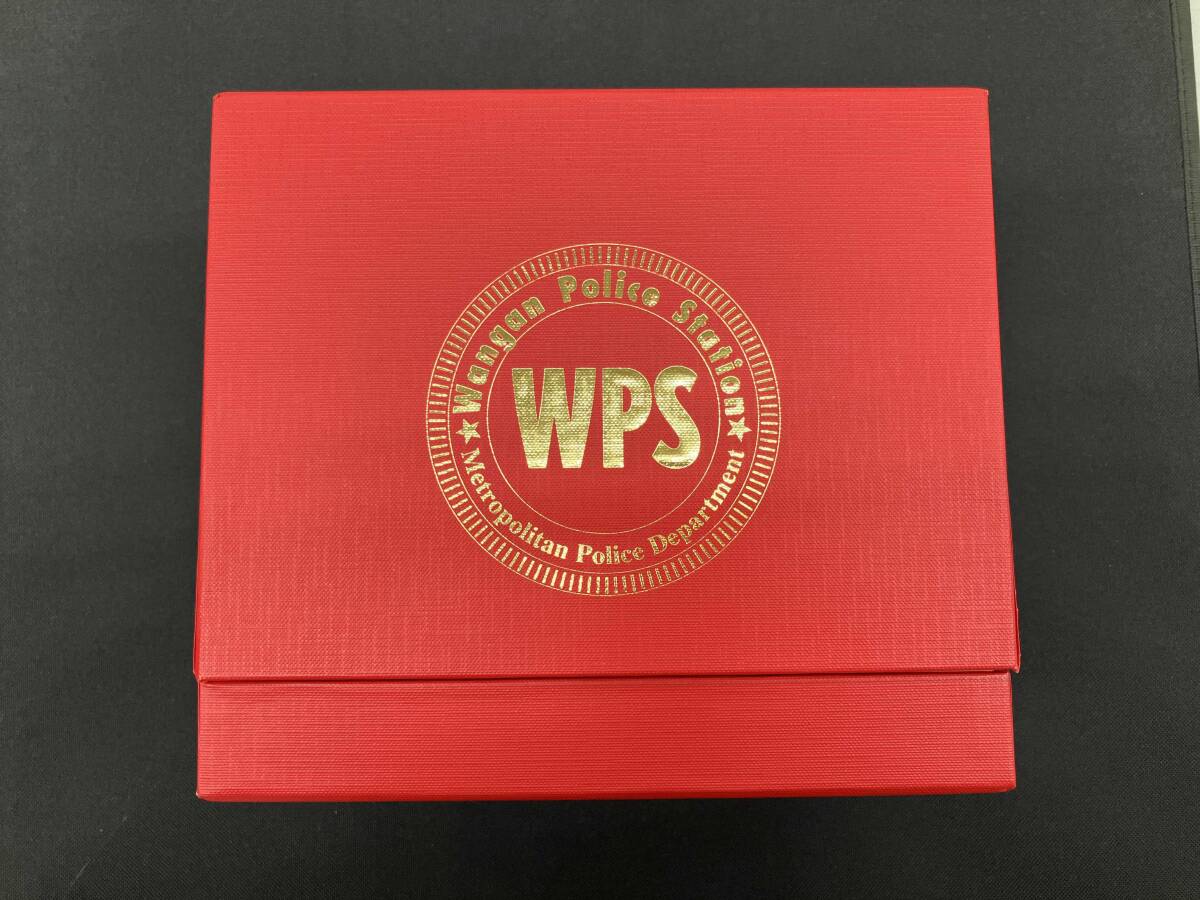 Wangan Police Station
WPS
Metropolitan Police Department